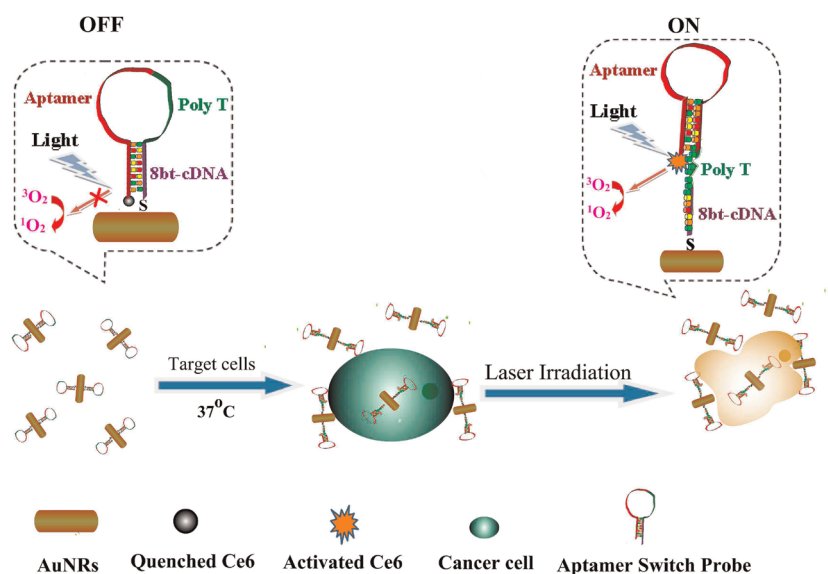 OFF
ON
Aptamer
Poly T
Light
8bt-cDNA
³O₂
¹O₂
S
Aptamer
Light
Poly T
³O₂
¹O₂
8bt-cDNA
S
Target cells
37⁰C
Laser Irradiation
AuNRs
Quenched Ce6
Activated Ce6
Cancer cell
Aptamer Switch Probe